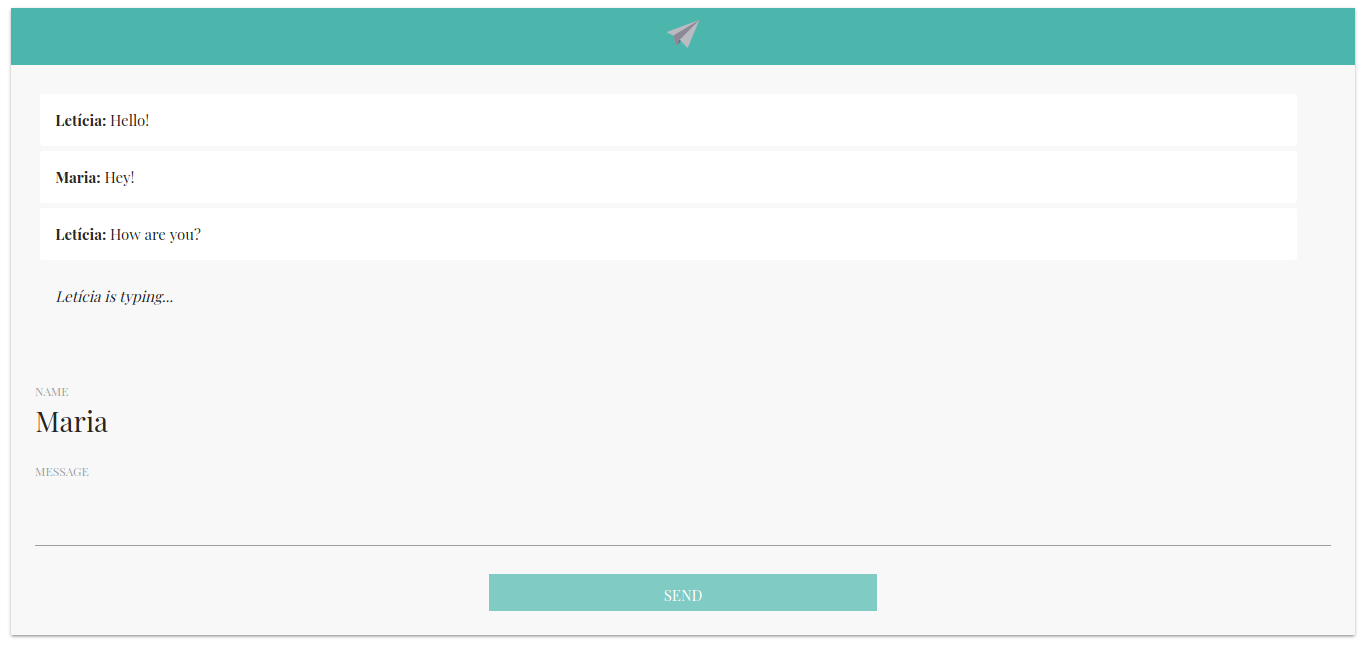 Letícia: Hello!
Maria: Hey!
Letícia: How are you?
Letícia is typing...
NAME
Maria
MESSAGE
SEND